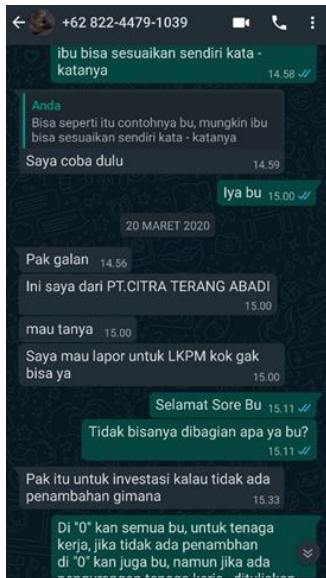 +62 822-4479-1039
ibu bisa sesuaikan sendiri kata -
katanya
14.58
Anda
Bisa seperti itu contohnya bu, mungkin ibu
bisa sesuaikan sendiri kata - katanya
Saya coba dulu
14.59
Iya bu 15.00
20 MARET 2020
Pak galan 14.56
Ini saya dari PT.CITRA TERANG ABADI
15.00
mau tanya 15.00
Saya mau lapor untuk LKPM kok gak
bisa ya
15.00
Selamat Sore Bu 15.11
Tidak bisanya dibagian apa ya bu?
15.11
Pak itu untuk investasi kalau tidak ada
penambahan gimana
15.33
Di "0" kan semua bu, untuk tenaga
kerja, jika tidak ada penambhan
di "0" kan juga bu, namun jika ada